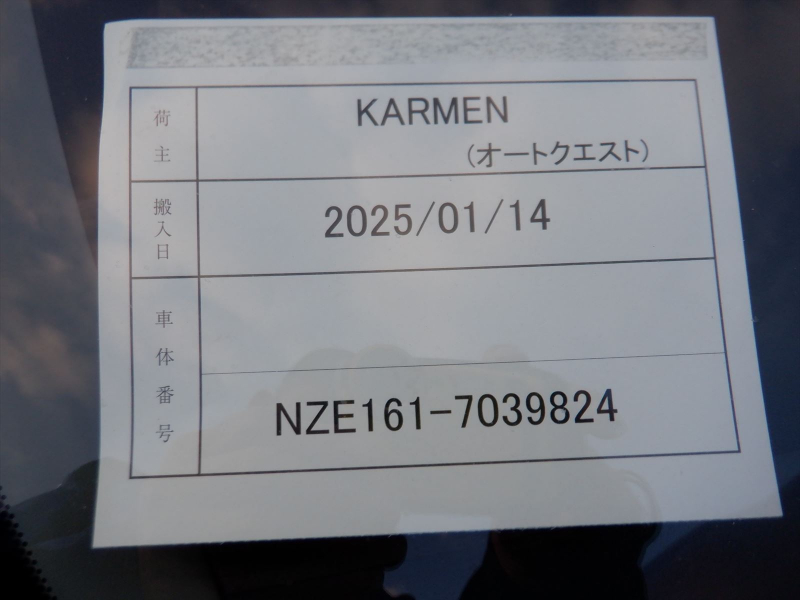 荷主
KARMEN
(オートクエスト)
搬入日
2025/01/14
車体番号
NZE161-7039824